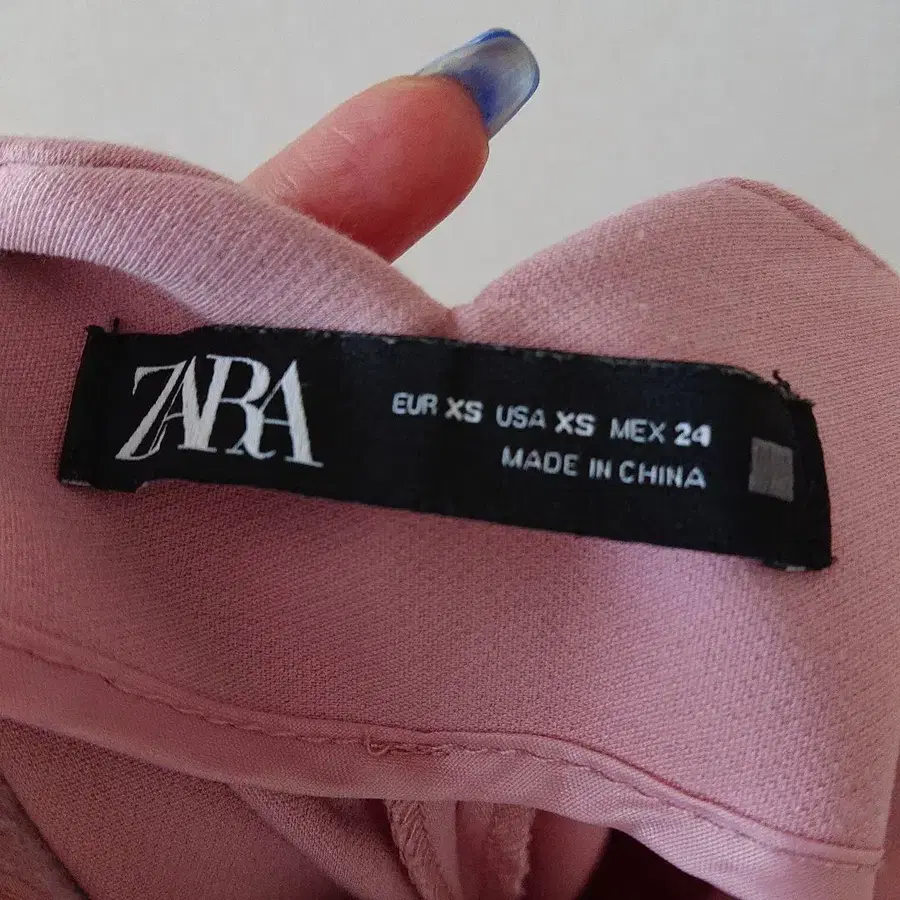 ZARA
EUR XS USA XS MEX 24
MADE IN CHINA